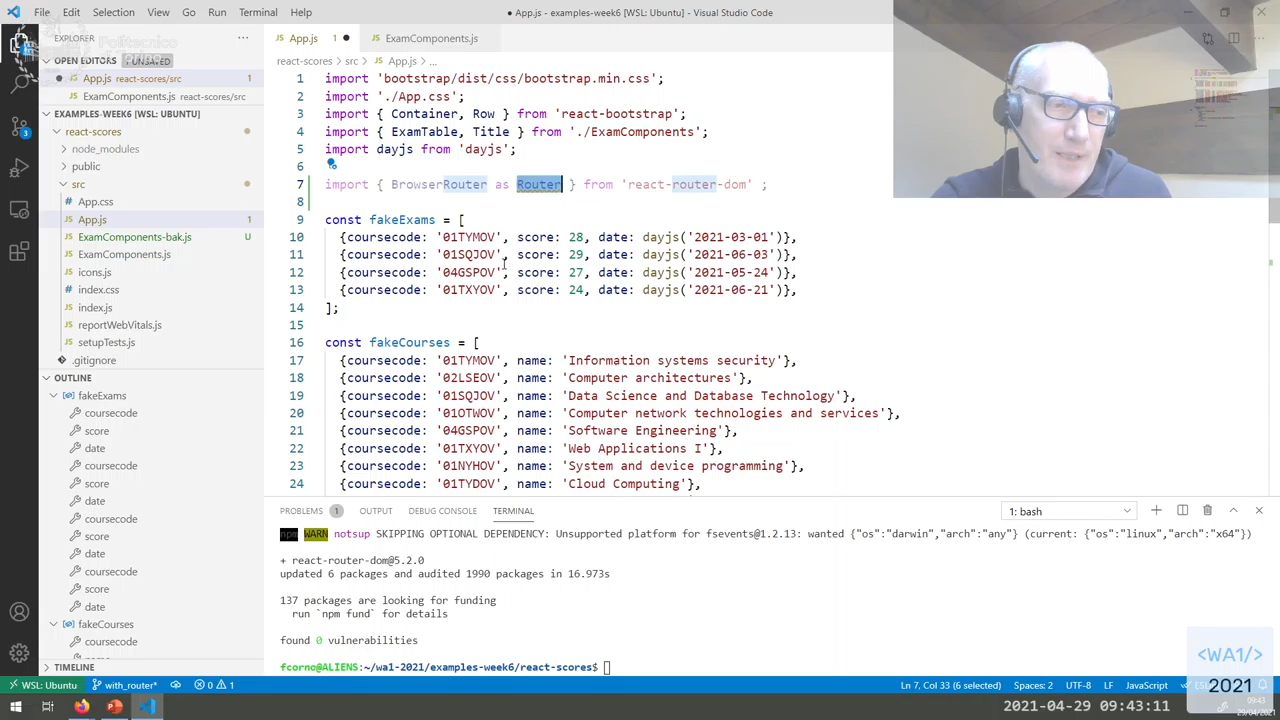 File Edit Selection View Go Run Terminal Help
● App.js - examples-week6 [WSL: Ubuntu] - Visual Studio Code
EXPLORER
Politecnico
OPEN EDITORS 1 UNSAVED
App.js react-scores/src 1
ExamComponents.js react-scores/src
EXAMPLES-WEEK6 [WSL: UBUNTU]
react-scores
node_modules
public
src
App.css
App.js 1
ExamComponents-bak.js U
ExamComponents.js
icons.js
index.css
index.js
reportWebVitals.js
setupTests.js
.gitignore
OUTLINE
fakeExams
coursecode
score
date
coursecode
score
date
coursecode
score
date
coursecode
score
date
fakeCourses
coursecode
TIMELINE
App.js 1 ●
ExamComponents.js
react-scores > src > App.js > ...
1 import 'bootstrap/dist/css/bootstrap.min.css';
2 import './App.css';
3 import { Container, Row } from 'react-bootstrap';
4 import { ExamTable, Title } from './ExamComponents';
5 import dayjs from 'dayjs';
6
7 import { BrowserRouter as Router } from 'react-router-dom' ;
8
9 const fakeExams = [
10 {coursecode: '01TYMOV', score: 28, date: dayjs('2021-03-01')},
11 {coursecode: '01SQJOV', score: 29, date: dayjs('2021-06-03')},
12 {coursecode: '04GSPOV', score: 27, date: dayjs('2021-05-24')},
13 {coursecode: '01TXYOV', score: 24, date: dayjs('2021-06-21')},
14 ];
15
16 const fakeCourses = [
17 {coursecode: '01TYMOV', name: 'Information systems security'},
18 {coursecode: '02LSEOV', name: 'Computer architectures'},
19 {coursecode: '01SQJOV', name: 'Data Science and Database Technology'},
20 {coursecode: '01OTWOV', name: 'Computer network technologies and services'},
21 {coursecode: '04GSPOV', name: 'Software Engineering'},
22 {coursecode: '01TXYOV', name: 'Web Applications I'},
23 {coursecode: '01NYHOV', name: 'System and device programming'},
24 {coursecode: '01TYDOV', name: 'Cloud Computing'},
PROBLEMS 1 OUTPUT DEBUG CONSOLE TERMINAL
1: bash
npm WARN notsup SKIPPING OPTIONAL DEPENDENCY: Unsupported platform for fsevents@1.2.13: wanted {"os":"darwin","arch":"any"} (current: {"os":"linux","arch":"x64"})
+ react-router-dom@5.2.0
updated 6 packages and audited 1990 packages in 16.973s
137 packages are looking for funding
run `npm fund` for details
found 0 vulnerabilities
fcorno@ALIENS:~/wa1-2021/examples-week6/react-scores$
WSL: Ubuntu with_router* 0 1
Ln 7, Col 33 (6 selected) Spaces: 2 UTF-8 LF JavaScript
3
<WA1/>
2021
2021-04-29 09:43:11
09:43
29/04/2021